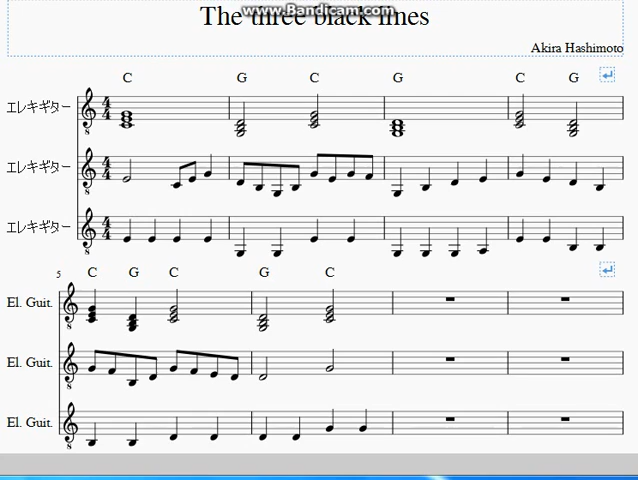 The three black lines
www.Bandicam.com
Akira Hashimoto
C G C G C G
エレキギター
エレキギター
エレキギター
5 C G C G C
El. Guit.
El. Guit.
El. Guit.